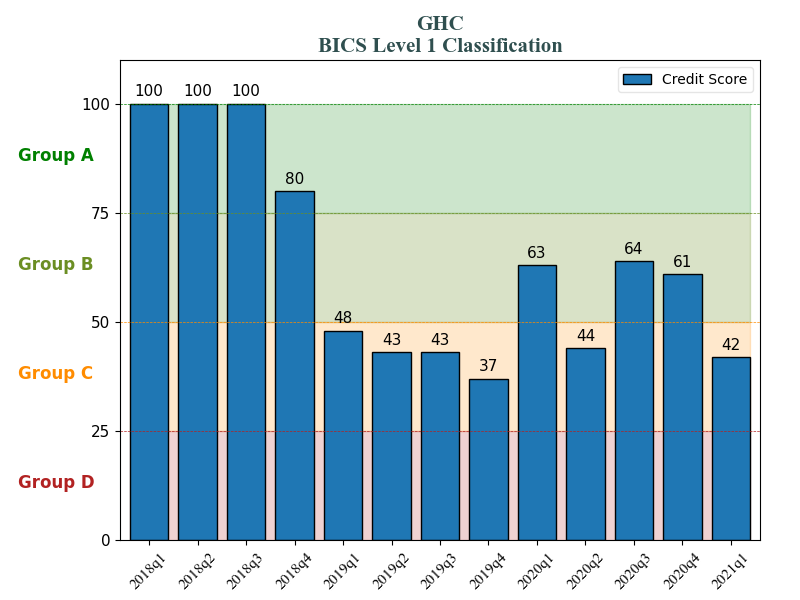 GHC
BICS Level 1 Classification
Credit Score
100
75
50
25
0
Group A
Group B
Group C
Group D
100
100
100
80
48
43
43
37
63
44
64
61
42
2018q1
2018q2
2018q3
2018q4
2019q1
2019q2
2019q3
2019q4
2020q1
2020q2
2020q3
2020q4
2021q1